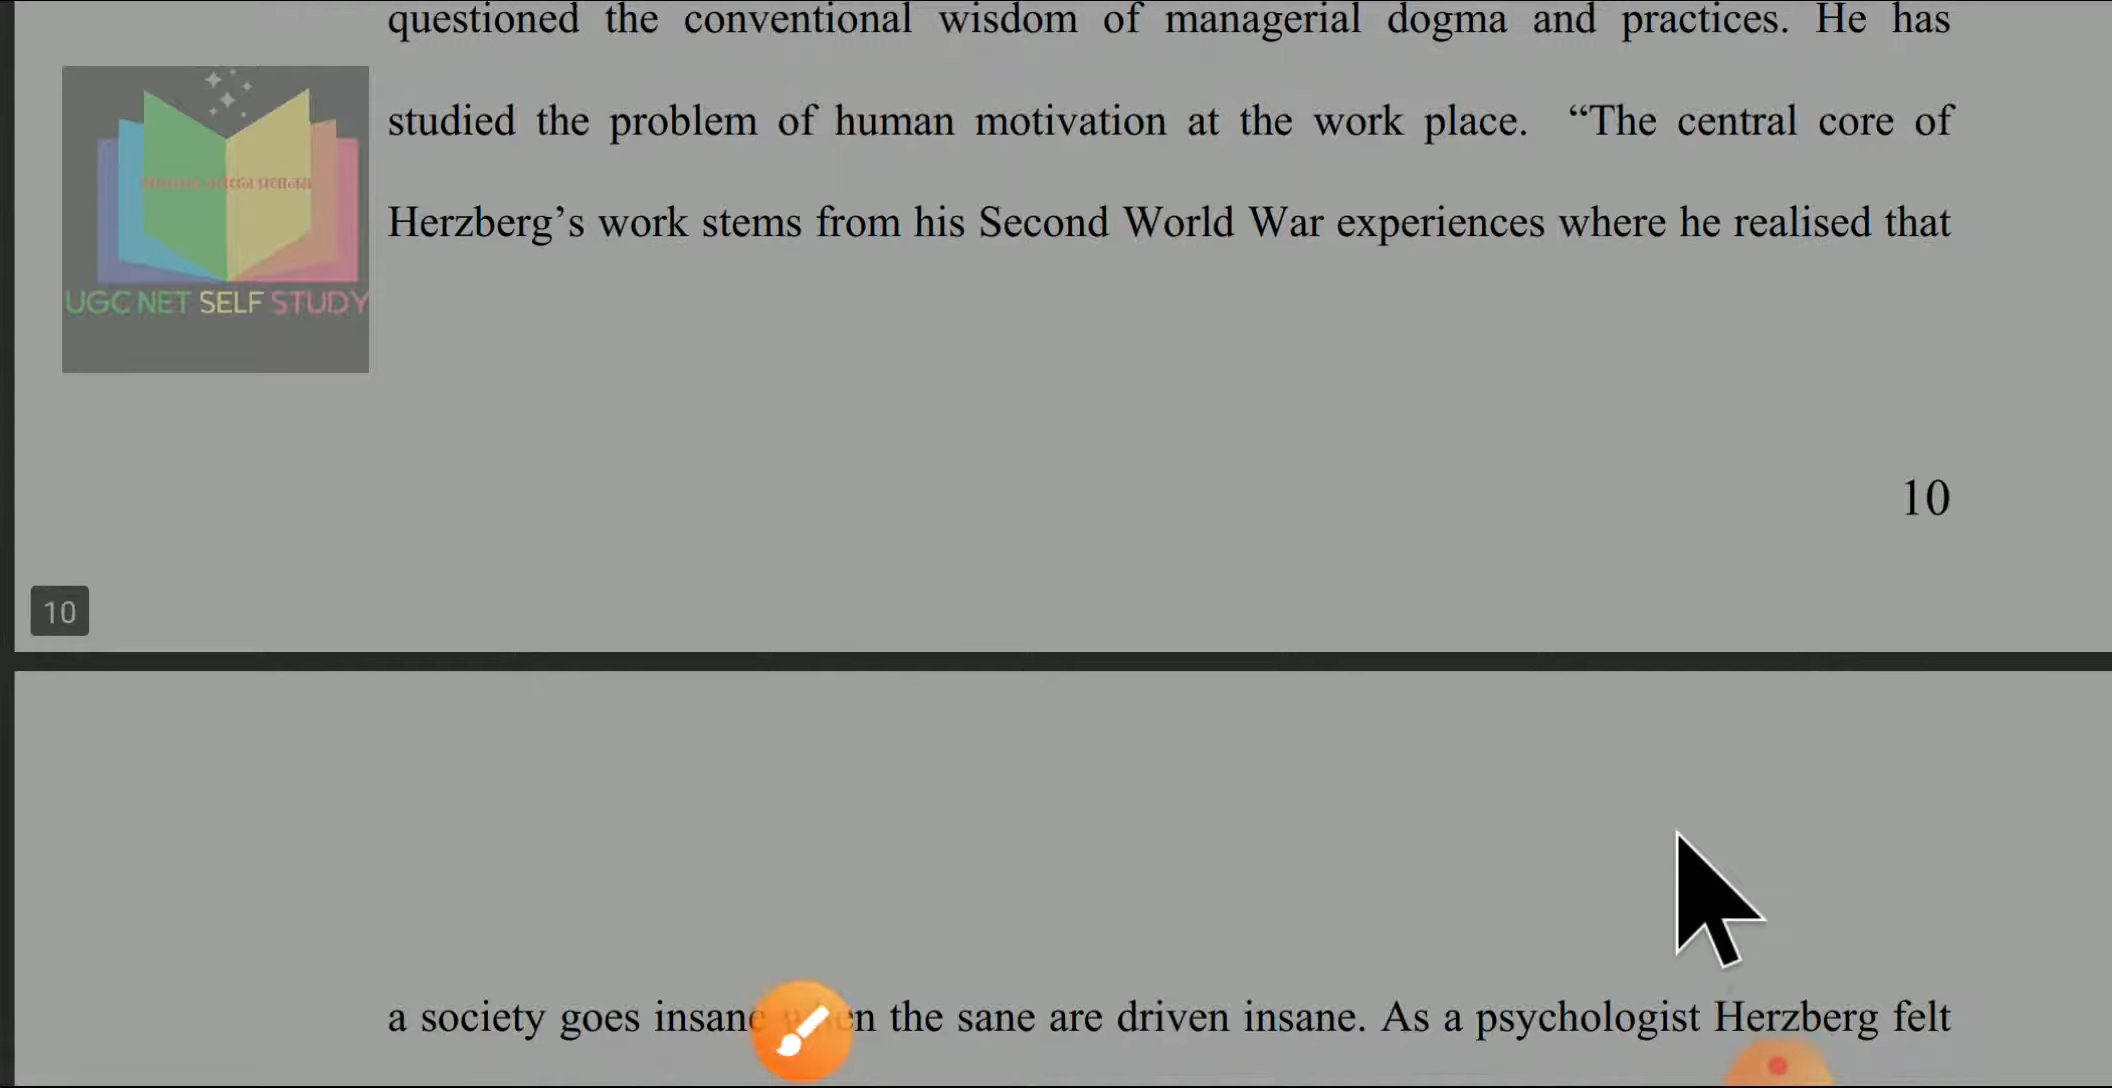 questioned the conventional wisdom of managerial dogma and practices. He has
studied the problem of human motivation at the work place. “The central core of
Herzberg’s work stems from his Second World War experiences where he realised that
UGC NET SELF STUDY
10
10
a society goes insane the sane are driven insane. As a psychologist Herzberg felt